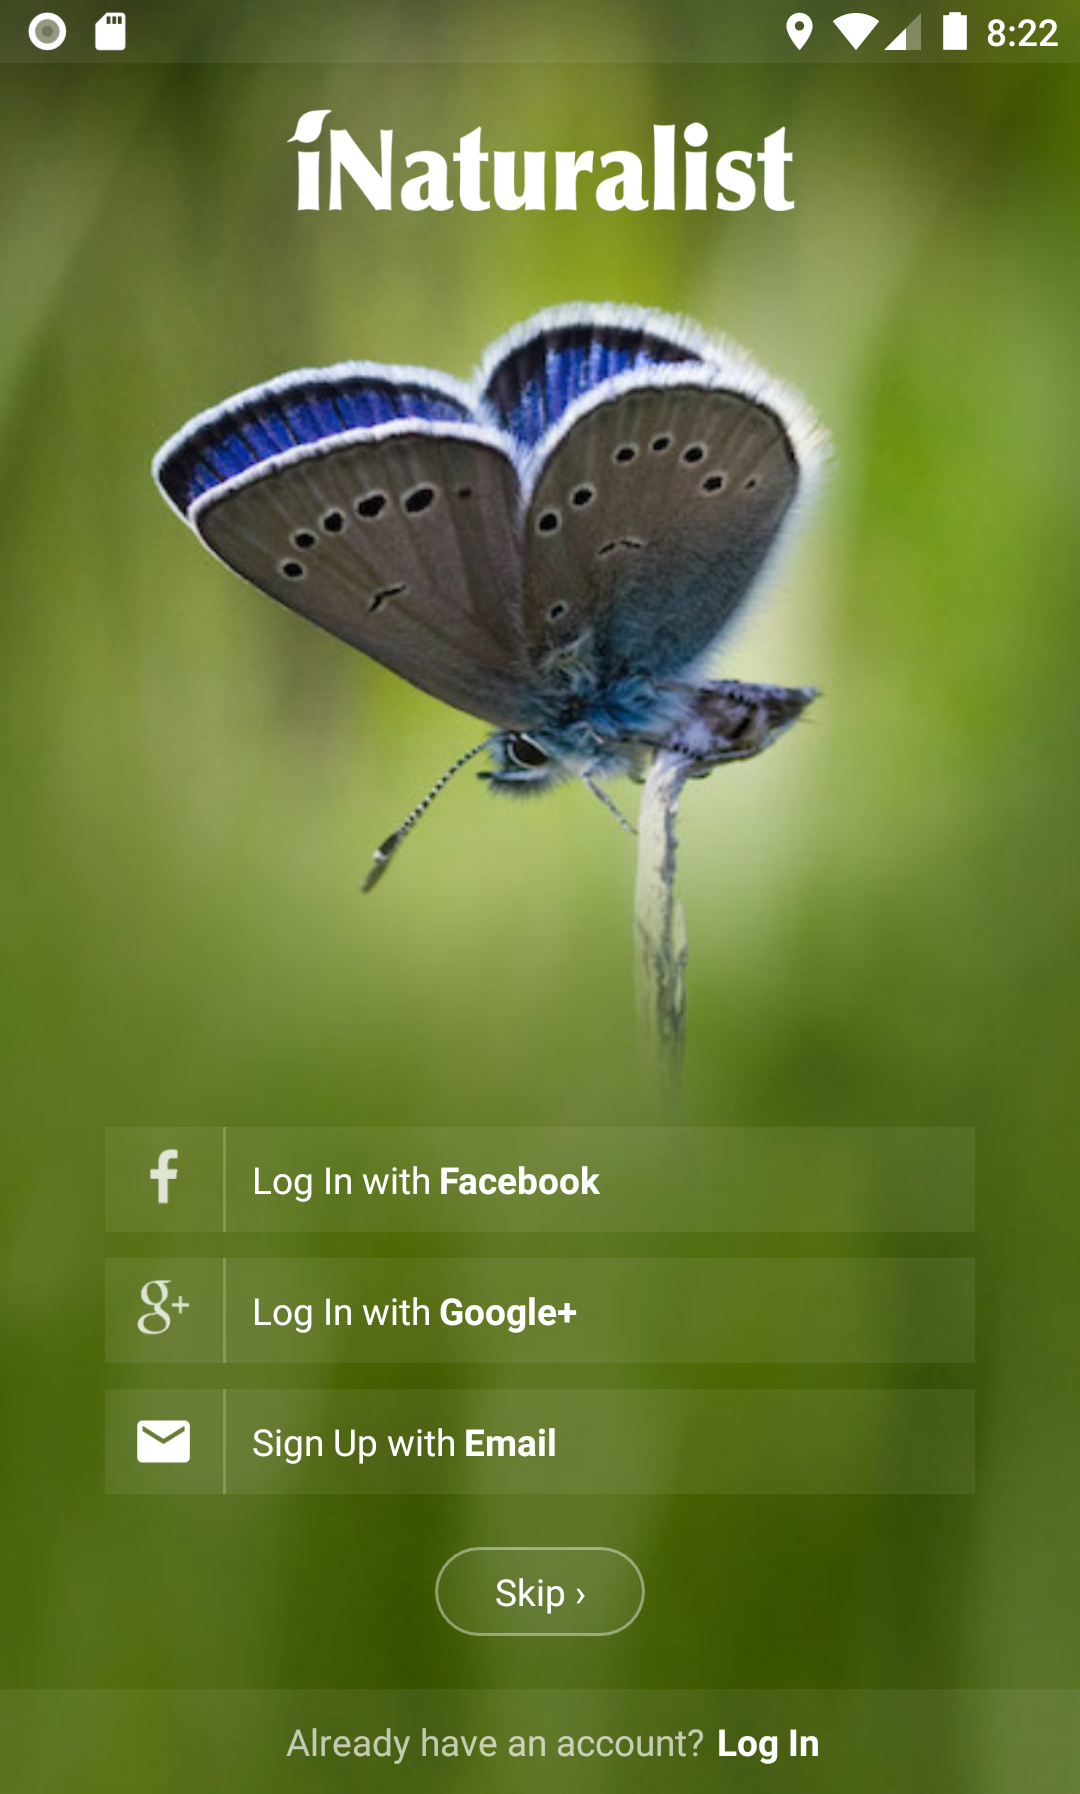 8:22
iNaturalist
Log In with Facebook
Log In with Google+
Sign Up with Email
Skip ›
Already have an account? Log In